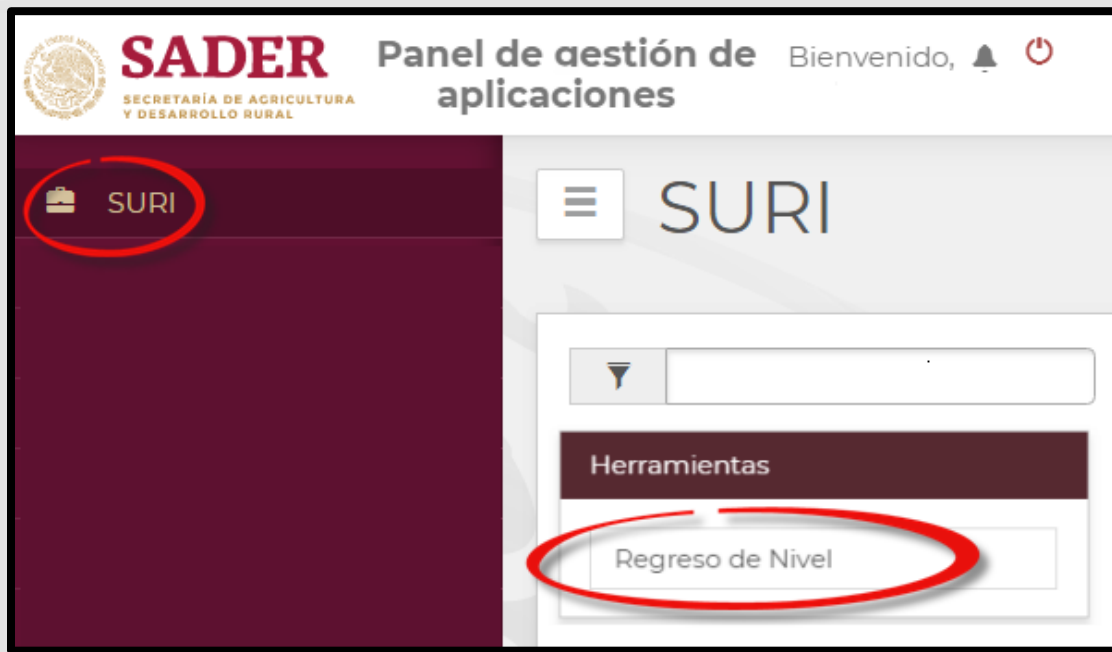 SADER
SECRETARÍA DE AGRICULTURA
Y DESARROLLO RURAL
Panel de gestión de
aplicaciones
Bienvenido,
SURI
SURI
Herramientas
Regreso de Nivel